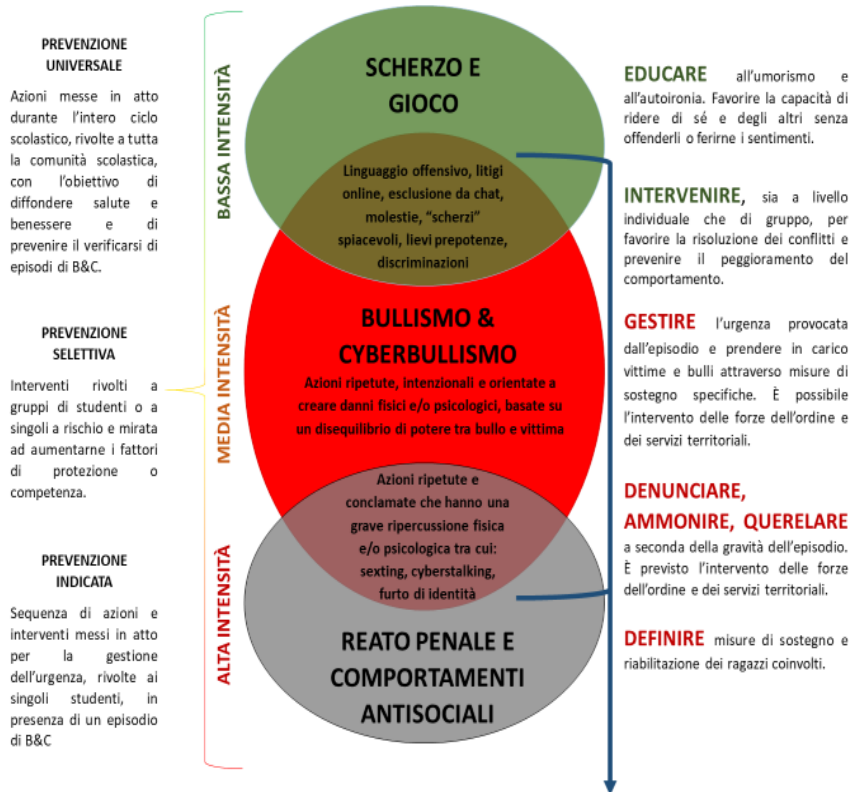 PREVENZIONE
UNIVERSALE
Azioni messe in atto
durante l'intero ciclo
scolastico, rivolte a tutta
la comunità scolastica,
con l'obiettivo di
diffondere salute e
benessere e di
prevenire il verificarsi di
episodi di B&C.
PREVENZIONE
SELETTIVA
Interventi rivolti a
gruppi di studenti o a
singoli a rischio e mirata
ad aumentarne i fattori
di protezione o
competenza.
PREVENZIONE
INDICATA
Sequenza di azioni e
interventi messi in atto
per la gestione
dell'urgenza, rivolte ai
singoli studenti, in
presenza di un episodio
di B&C
BASSA INTENSITÀ
MEDIA INTENSITÀ
ALTA INTENSITÀ
SCHERZO E
GIOCO
Linguaggio offensivo, litigi
online, esclusione da chat,
molestie, "scherzi"
spiacevoli, lievi prepotenze,
discriminazioni
BULLISMO &
CYBERBULLISMO
Azioni ripetute, intenzionali e orientate a
creare danni fisici e/o psicologici, basate su
un disequilibrio di potere tra bullo e vittima
Azioni ripetute e
conclamate che hanno una
grave ripercussione fisica
e/o psicologica tra cui:
sexting, cyberstalking,
furto di identità
REATO PENALE E
COMPORTAMENTI
ANTISOCIALI
EDUCARE all'umorismo e
all'autoironia. Favorire la capacità di
ridere di sé e degli altri senza
offenderli o ferirne i sentimenti.
INTERVENIRE, sia a livello
individuale che di gruppo, per
favorire la risoluzione dei conflitti e
prevenire il peggioramento del
comportamento.
GESTIRE l'urgenza provocata
dall'episodio e prendere in carico
vittime e bulli attraverso misure di
sostegno specifiche. È possibile
l'intervento delle forze dell'ordine e
dei servizi territoriali.
DENUNCIARE,
AMMONIRE, QUERELARE
a seconda della gravità dell'episodio.
È previsto l'intervento delle forze
dell'ordine e dei servizi territoriali.
DEFINIRE misure di sostegno e
riabilitazione dei ragazzi coinvolti.